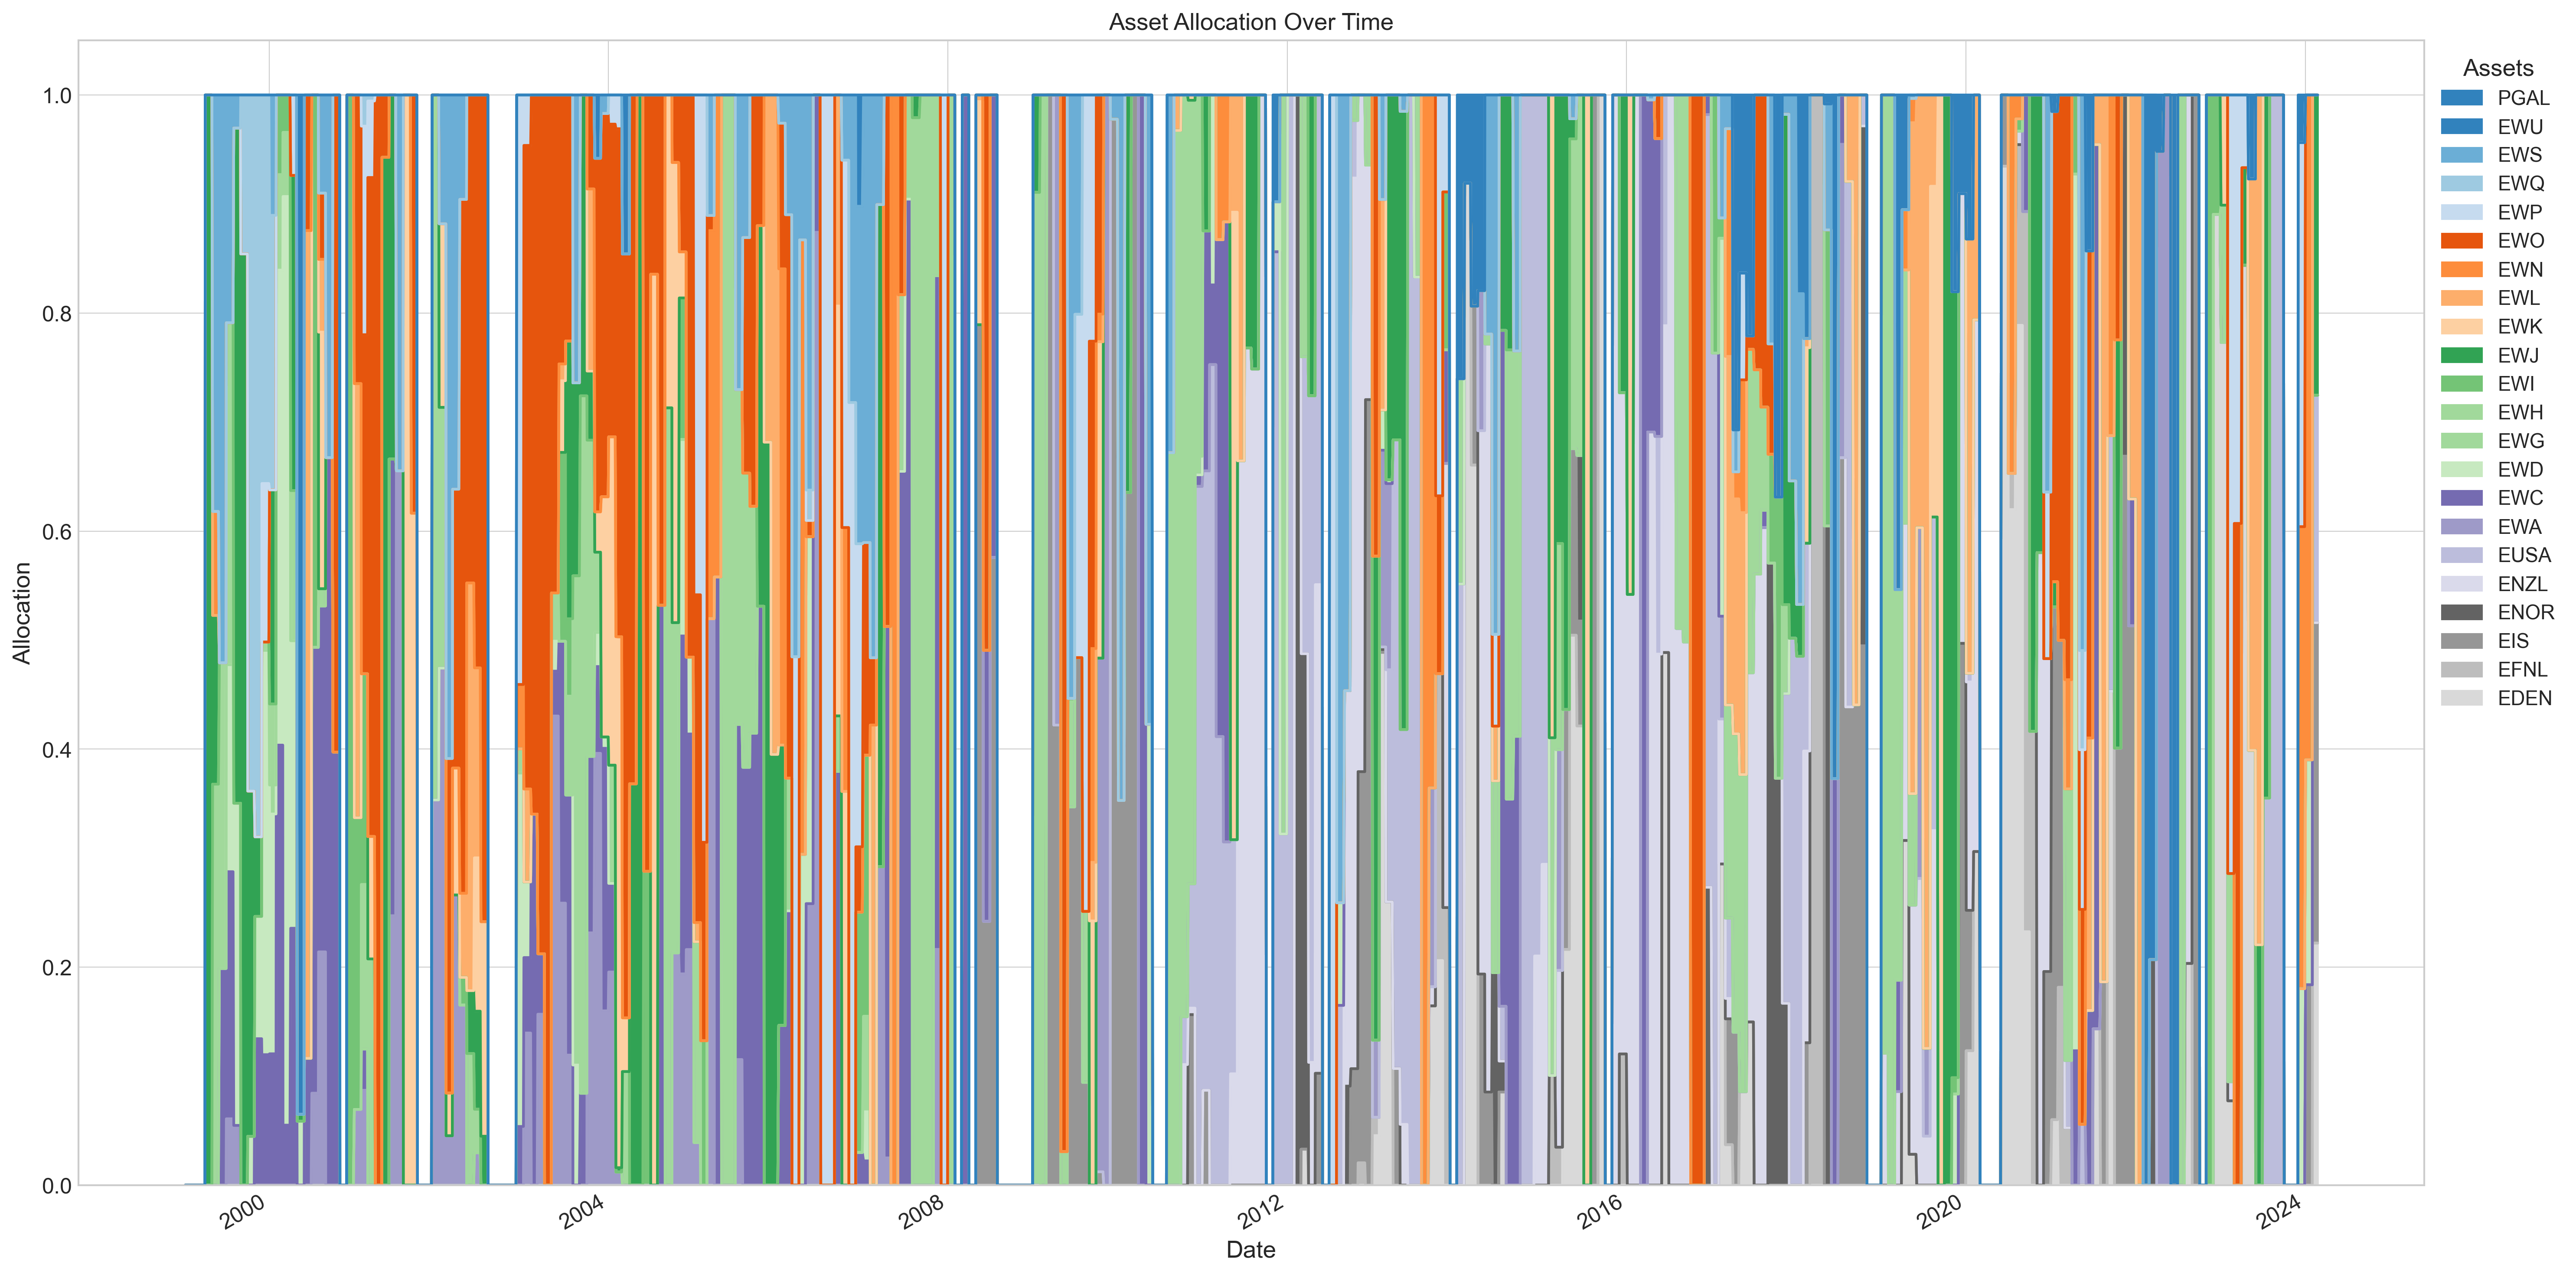 Asset Allocation Over Time
Assets
PGAL
EWU
EWS
EWQ
EWP
EWO
EWN
EWL
EWK
EWJ
EWI
EWH
EWG
EWD
EWC
EWA
EUSA
ENZL
ENOR
EIS
EFNL
EDEN
Allocation
1.0
0.8
0.6
0.4
0.2
0.0
2000
2004
2008
2012
2016
2020
2024
Date